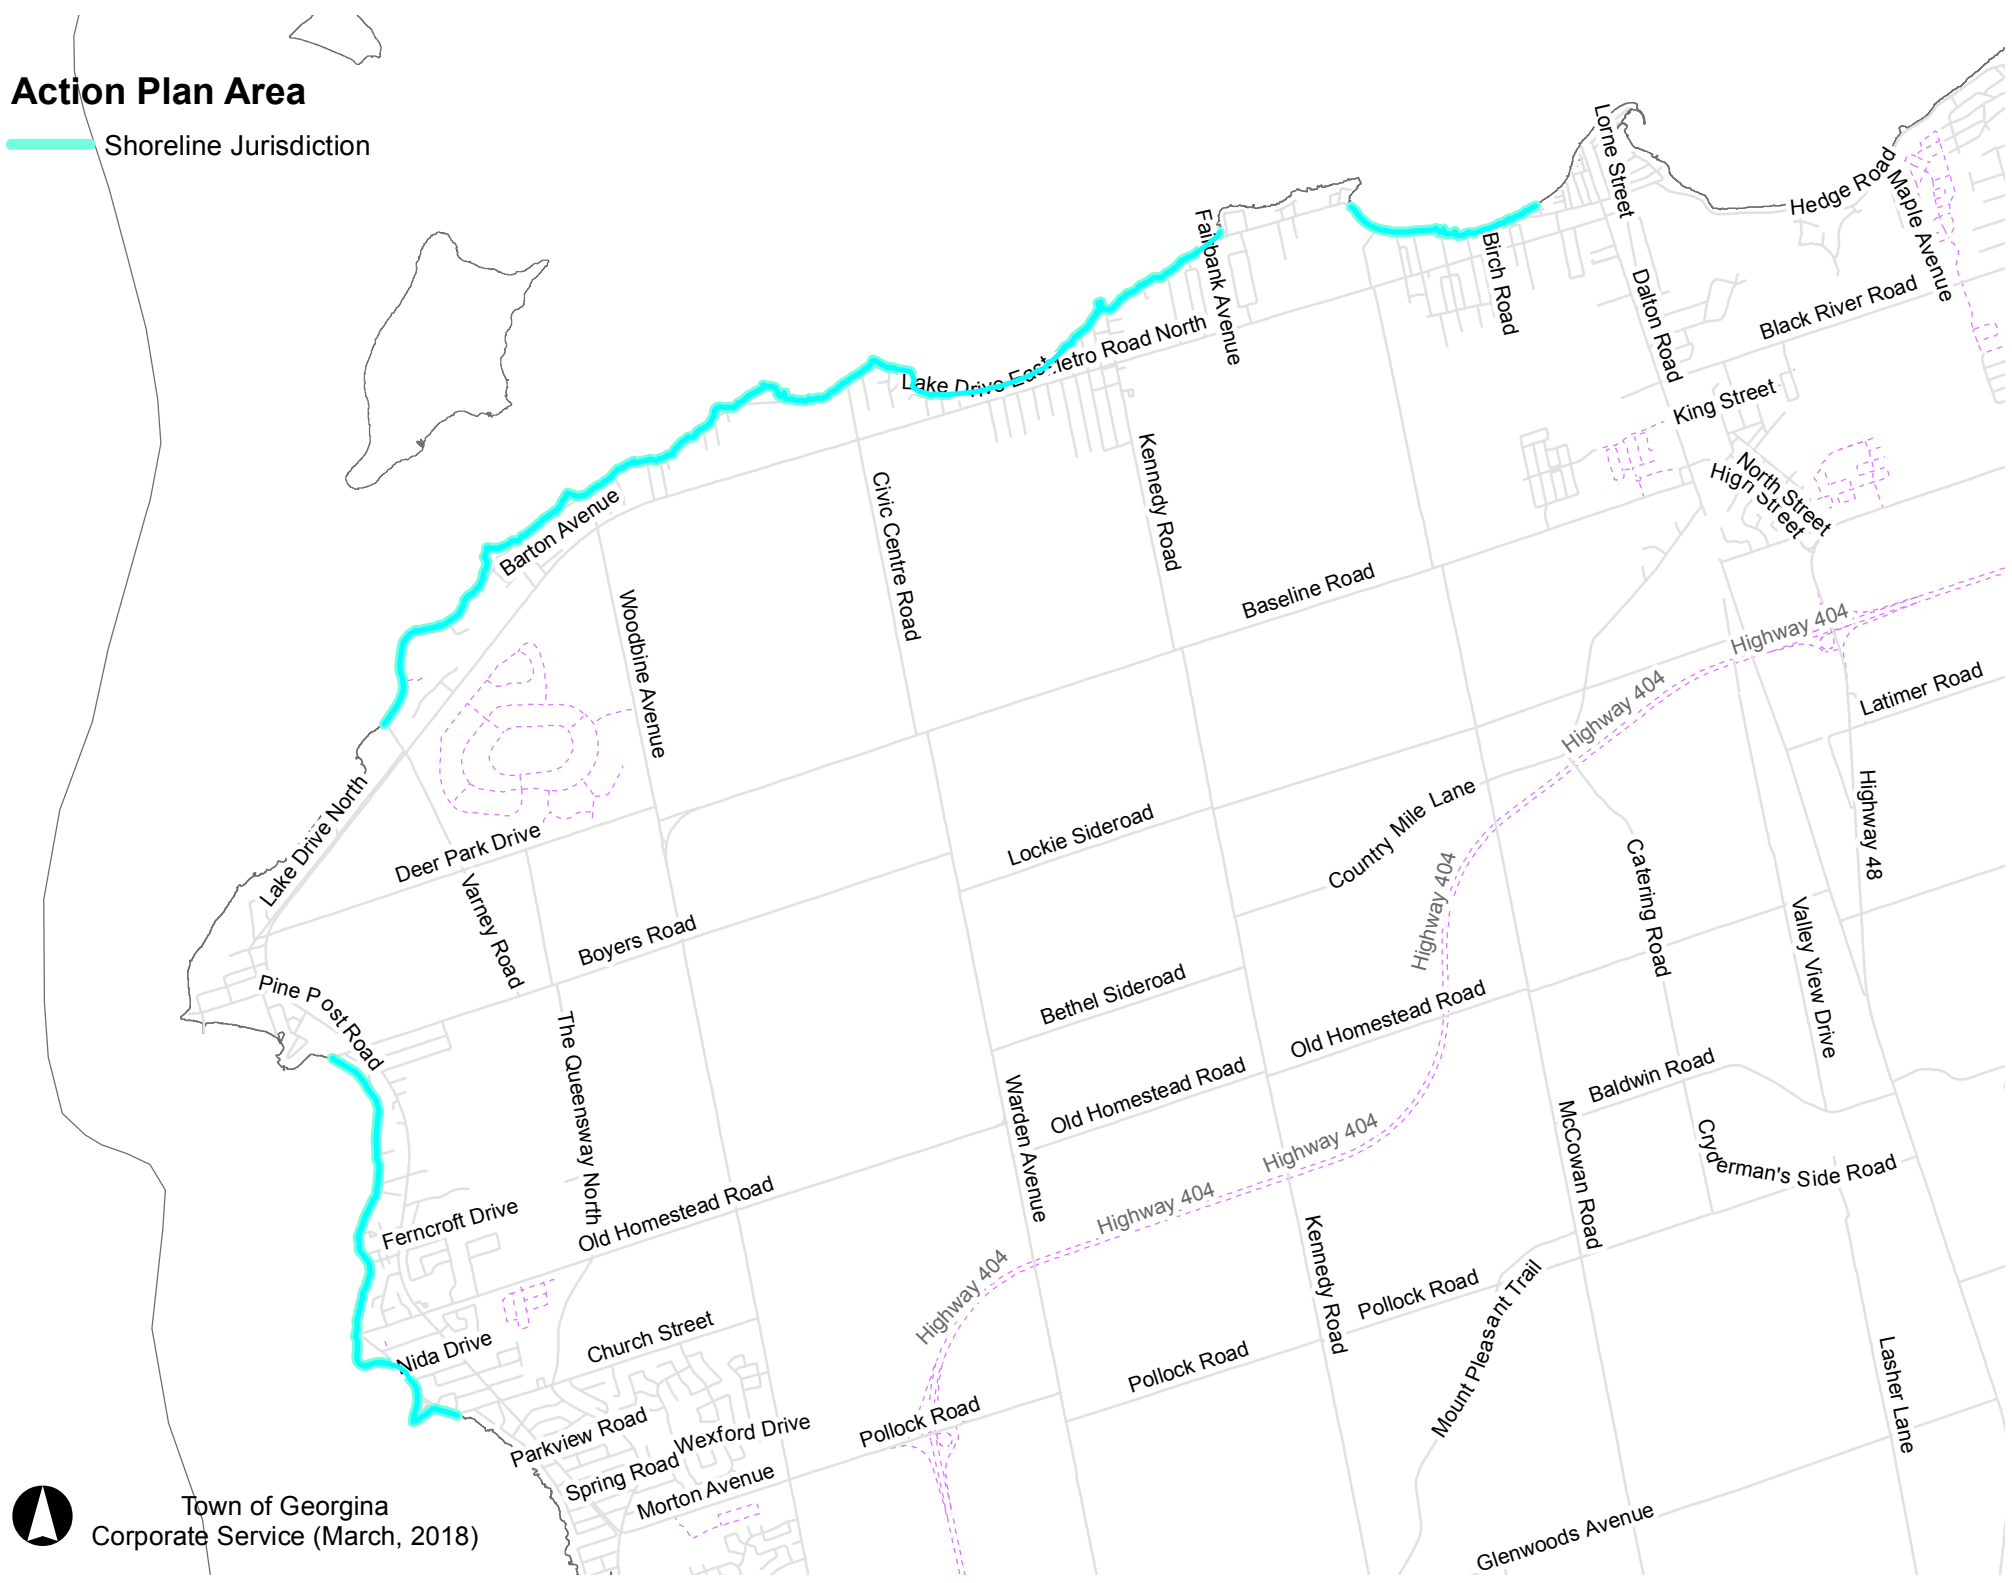 Action Plan Area
Shoreline Jurisdiction
Lorne Street
Hedge Road
Maple Avenue
Fairbank Avenue
Birch Road
Dalton Road
Black River Road
Lake Drive East
Metro Road North
King Street
Kennedy Road
North Street
High Street
Civic Centre Road
Barton Avenue
Baseline Road
Woodbine Avenue
Highway 404
Highway 404
Latimer Road
Highway 48
Lake Drive North
Country Mile Lane
Lockie Sideroad
Deer Park Drive
Varney Road
Boyers Road
Highway 404
Catering Road
Valley View Drive
Pine Post Road
Bethel Sideroad
Old Homestead Road
The Queensway North
Old Homestead Road
Warden Avenue
Baldwin Road
McCowan Road
Cryderman's Side Road
Highway 404
Highway 404
Old Homestead Road
Ferncroft Drive
Highway 404
Kennedy Road
Pollock Road
Mount Pleasant Trail
Nida Drive
Church Street
Pollock Road
Lasher Lane
Pollock Road
Parkview Road
Wexford Drive
Spring Road
Morton Avenue
Glenwoods Avenue
Town of Georgina
Corporate Service (March, 2018)